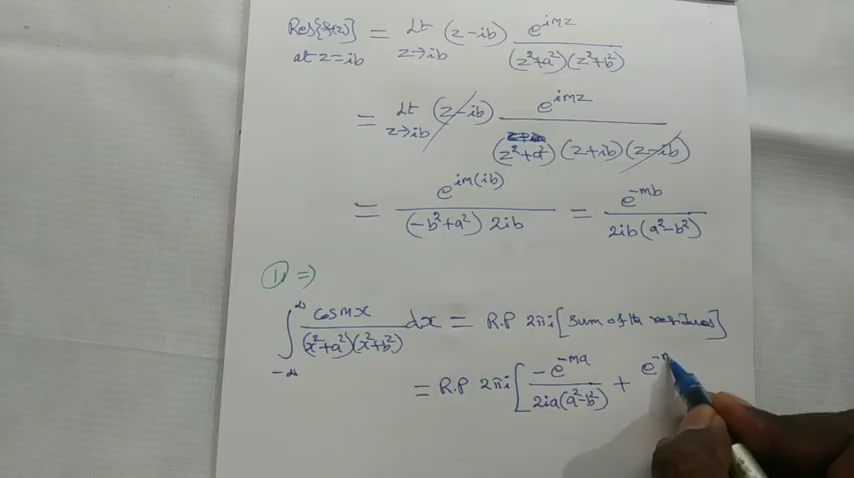 Res{f(z)} = Lt (z-ib) e^{imz} / (z²+a²)(z²+b²)
at z=ib z→ib
= Lt (z-ib) e^{imz} / (z²+a²)(z+ib)(z-ib)
z→ib
= e^{im(ib)} / (-b²+a²) 2ib = e^{-mb} / 2ib(a²-b²)
① ⇒
∫_{-∞}^{∞} cosmx / (x²+a²)(x²+b²) dx = R.P 2πi [sum of the residues]
= R.P 2πi [ -e^{-ma} / 2ia(a²-b²) + e^{-m